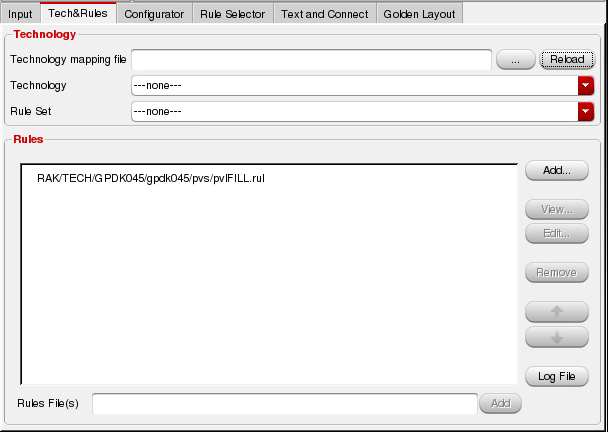 Input Tech&Rules Configurator Rule Selector Text and Connect Golden Layout
Technology
Technology mapping file ... Reload
Technology ---none---
Rule Set ---none---
Rules
RAK/TECH/GPDK045/gpdk045/pvs/pvlFILL.rul
Add...
View...
Edit...
Remove
Log File
Rules File(s) Add